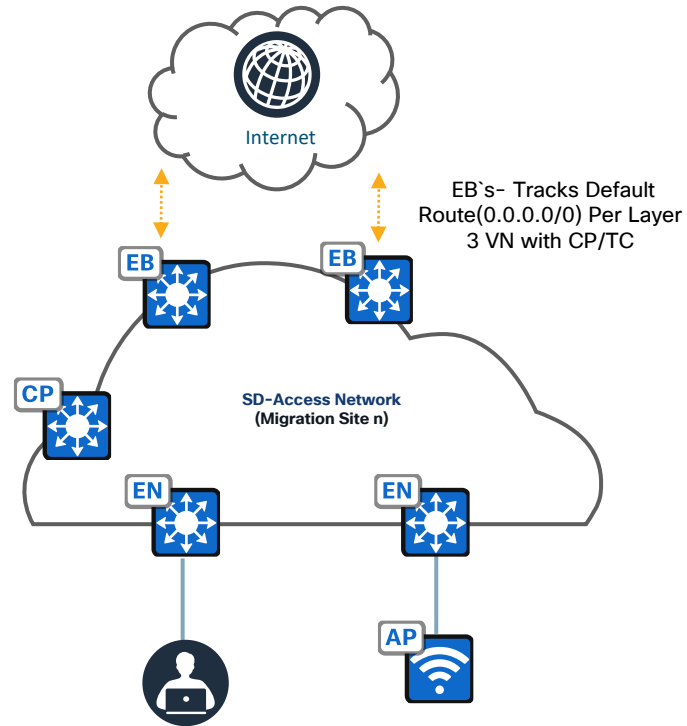 Internet
EB`s- Tracks Default
Route(0.0.0.0/0) Per Layer
3 VN with CP/TC
EB
EB
CP
SD-Access Network
(Migration Site n)
EN
EN
AP